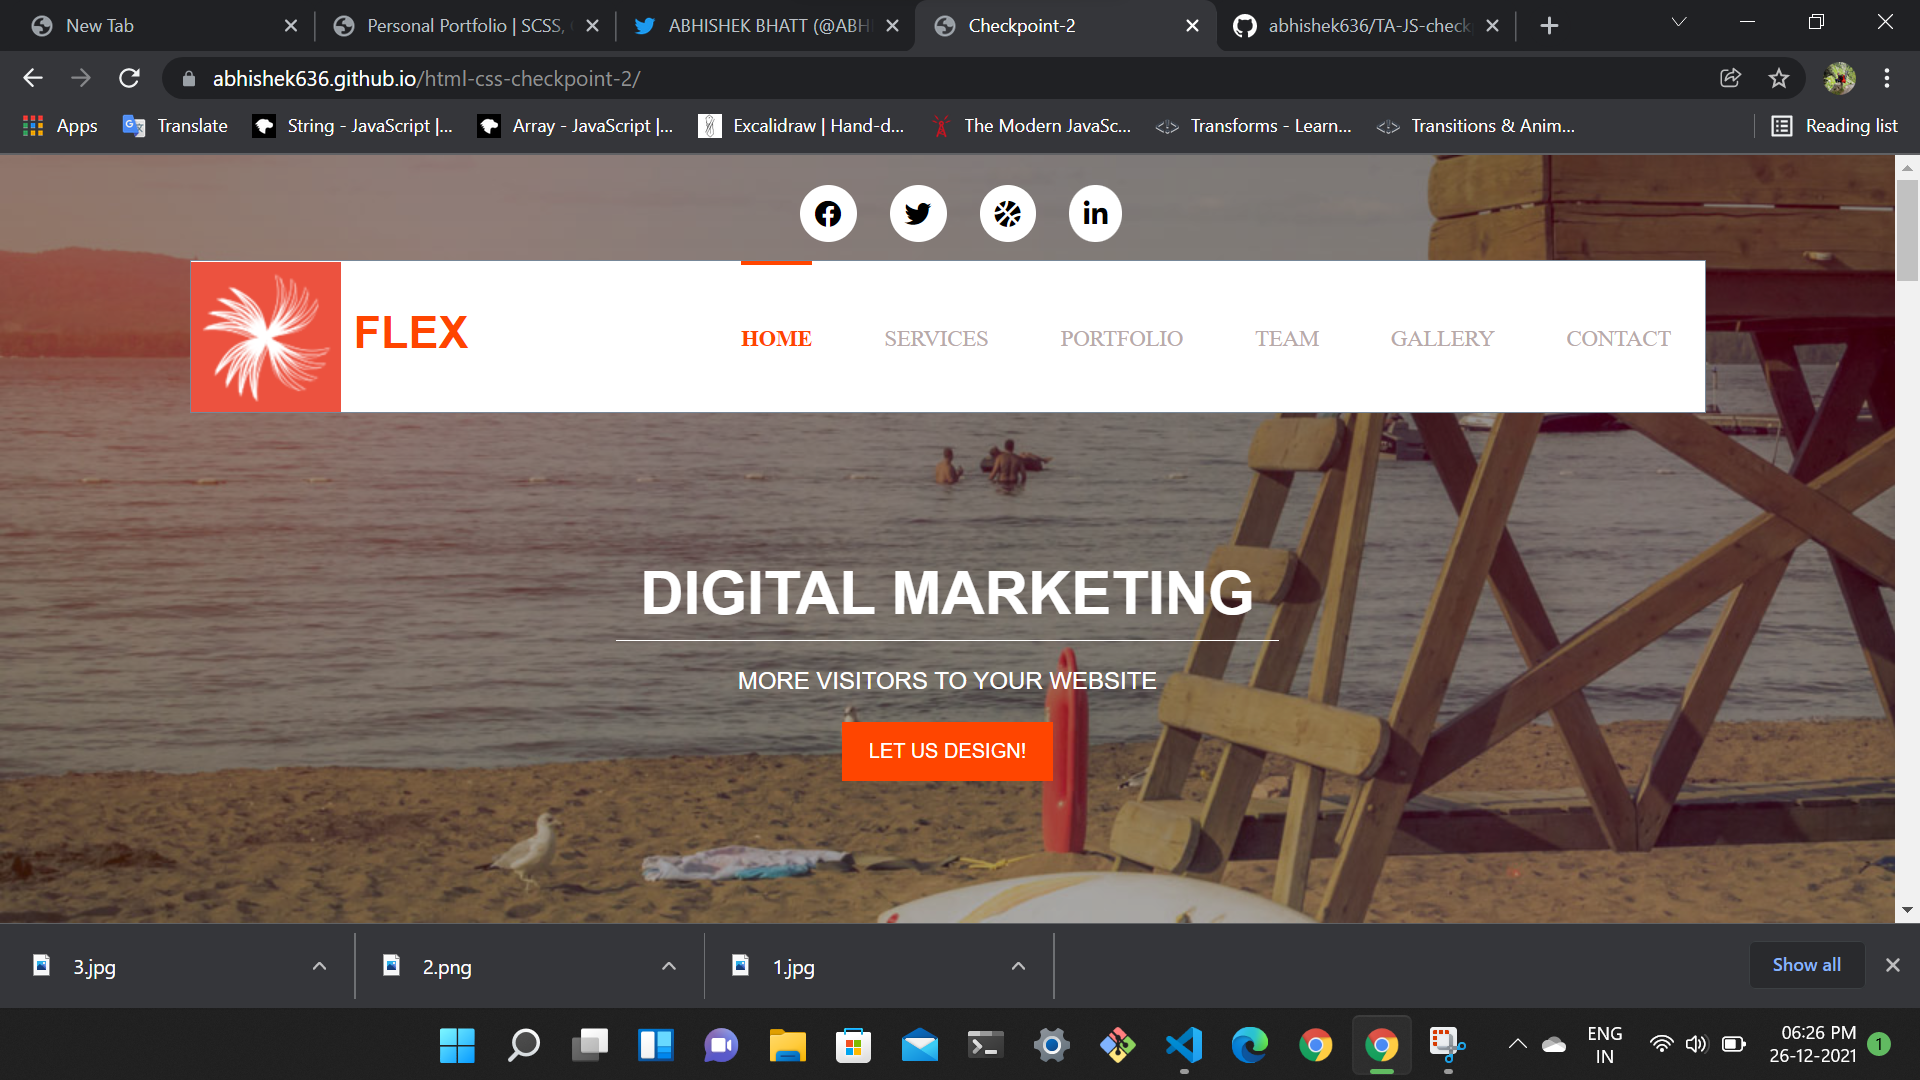 New Tab
Personal Portfolio | SCSS,
ABHISHEK BHATT (@ABHI
Checkpoint-2
abhishek636/TA-JS-check
abhishek636.github.io/html-css-checkpoint-2/
Apps
Translate
String - JavaScript |...
Array - JavaScript |...
Excalidraw | Hand-d...
The Modern JavaSc...
Transforms - Learn...
Transitions & Anim...
Reading list
FLEX
HOME
SERVICES
PORTFOLIO
TEAM
GALLERY
CONTACT
DIGITAL MARKETING
MORE VISITORS TO YOUR WEBSITE
LET US DESIGN!
3.jpg
2.png
1.jpg
Show all
ENG
IN
06:26 PM
26-12-2021
1